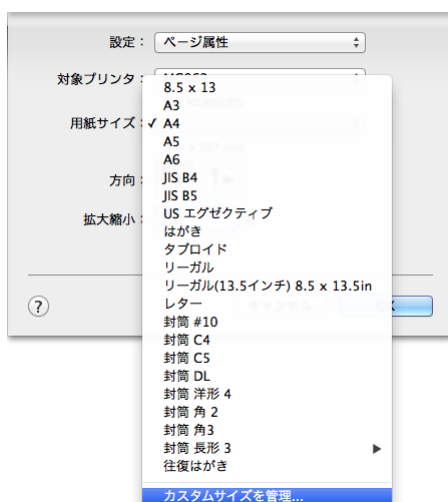 設定：
ページ属性
対象プリンタ：
用紙サイズ：
方向：
拡大縮小：
8.5 x 13
A3
✓ A4
A5
A6
JIS B4
JIS B5
US エグゼクティブ
はがき
タブロイド
リーガル
リーガル(13.5インチ) 8.5 x 13.5in
レター
封筒 #10
封筒 C4
封筒 C5
封筒 DL
封筒 洋形 4
封筒 角 2
封筒 角3
封筒 長形 3
往復はがき
カスタムサイズを管理...
?